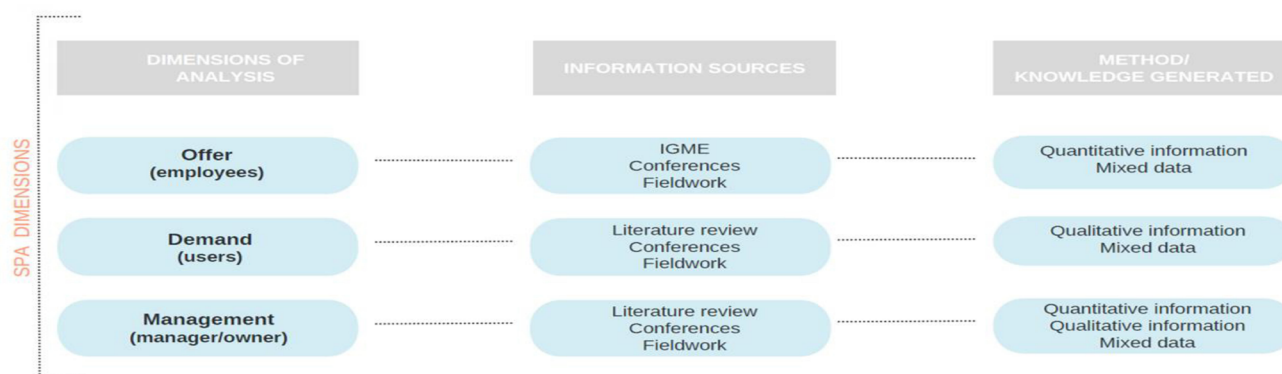 SPA DIMENSIONS
DIMENSIONS OF
ANALYSIS
INFORMATION SOURCES
METHOD/
KNOWLEDGE GENERATED
Offer
(employees)
IGME
Conferences
Fieldwork
Quantitative information
Mixed data
Demand
(users)
Literature review
Conferences
Fieldwork
Qualitative information
Mixed data
Management
(manager/owner)
Literature review
Conferences
Fieldwork
Quantitative information
Qualitative information
Mixed data